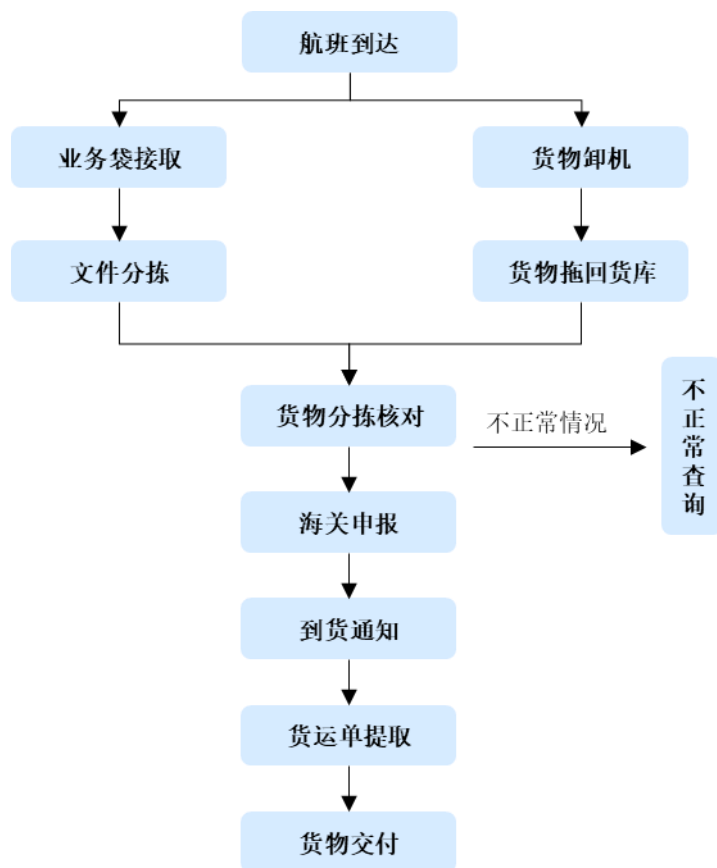 航班到达
业务袋接取
货物卸机
文件分拣
货物拖回货库
货物分拣核对
不正常情况
不正常查询
海关申报
到货通知
货运单提取
货物交付